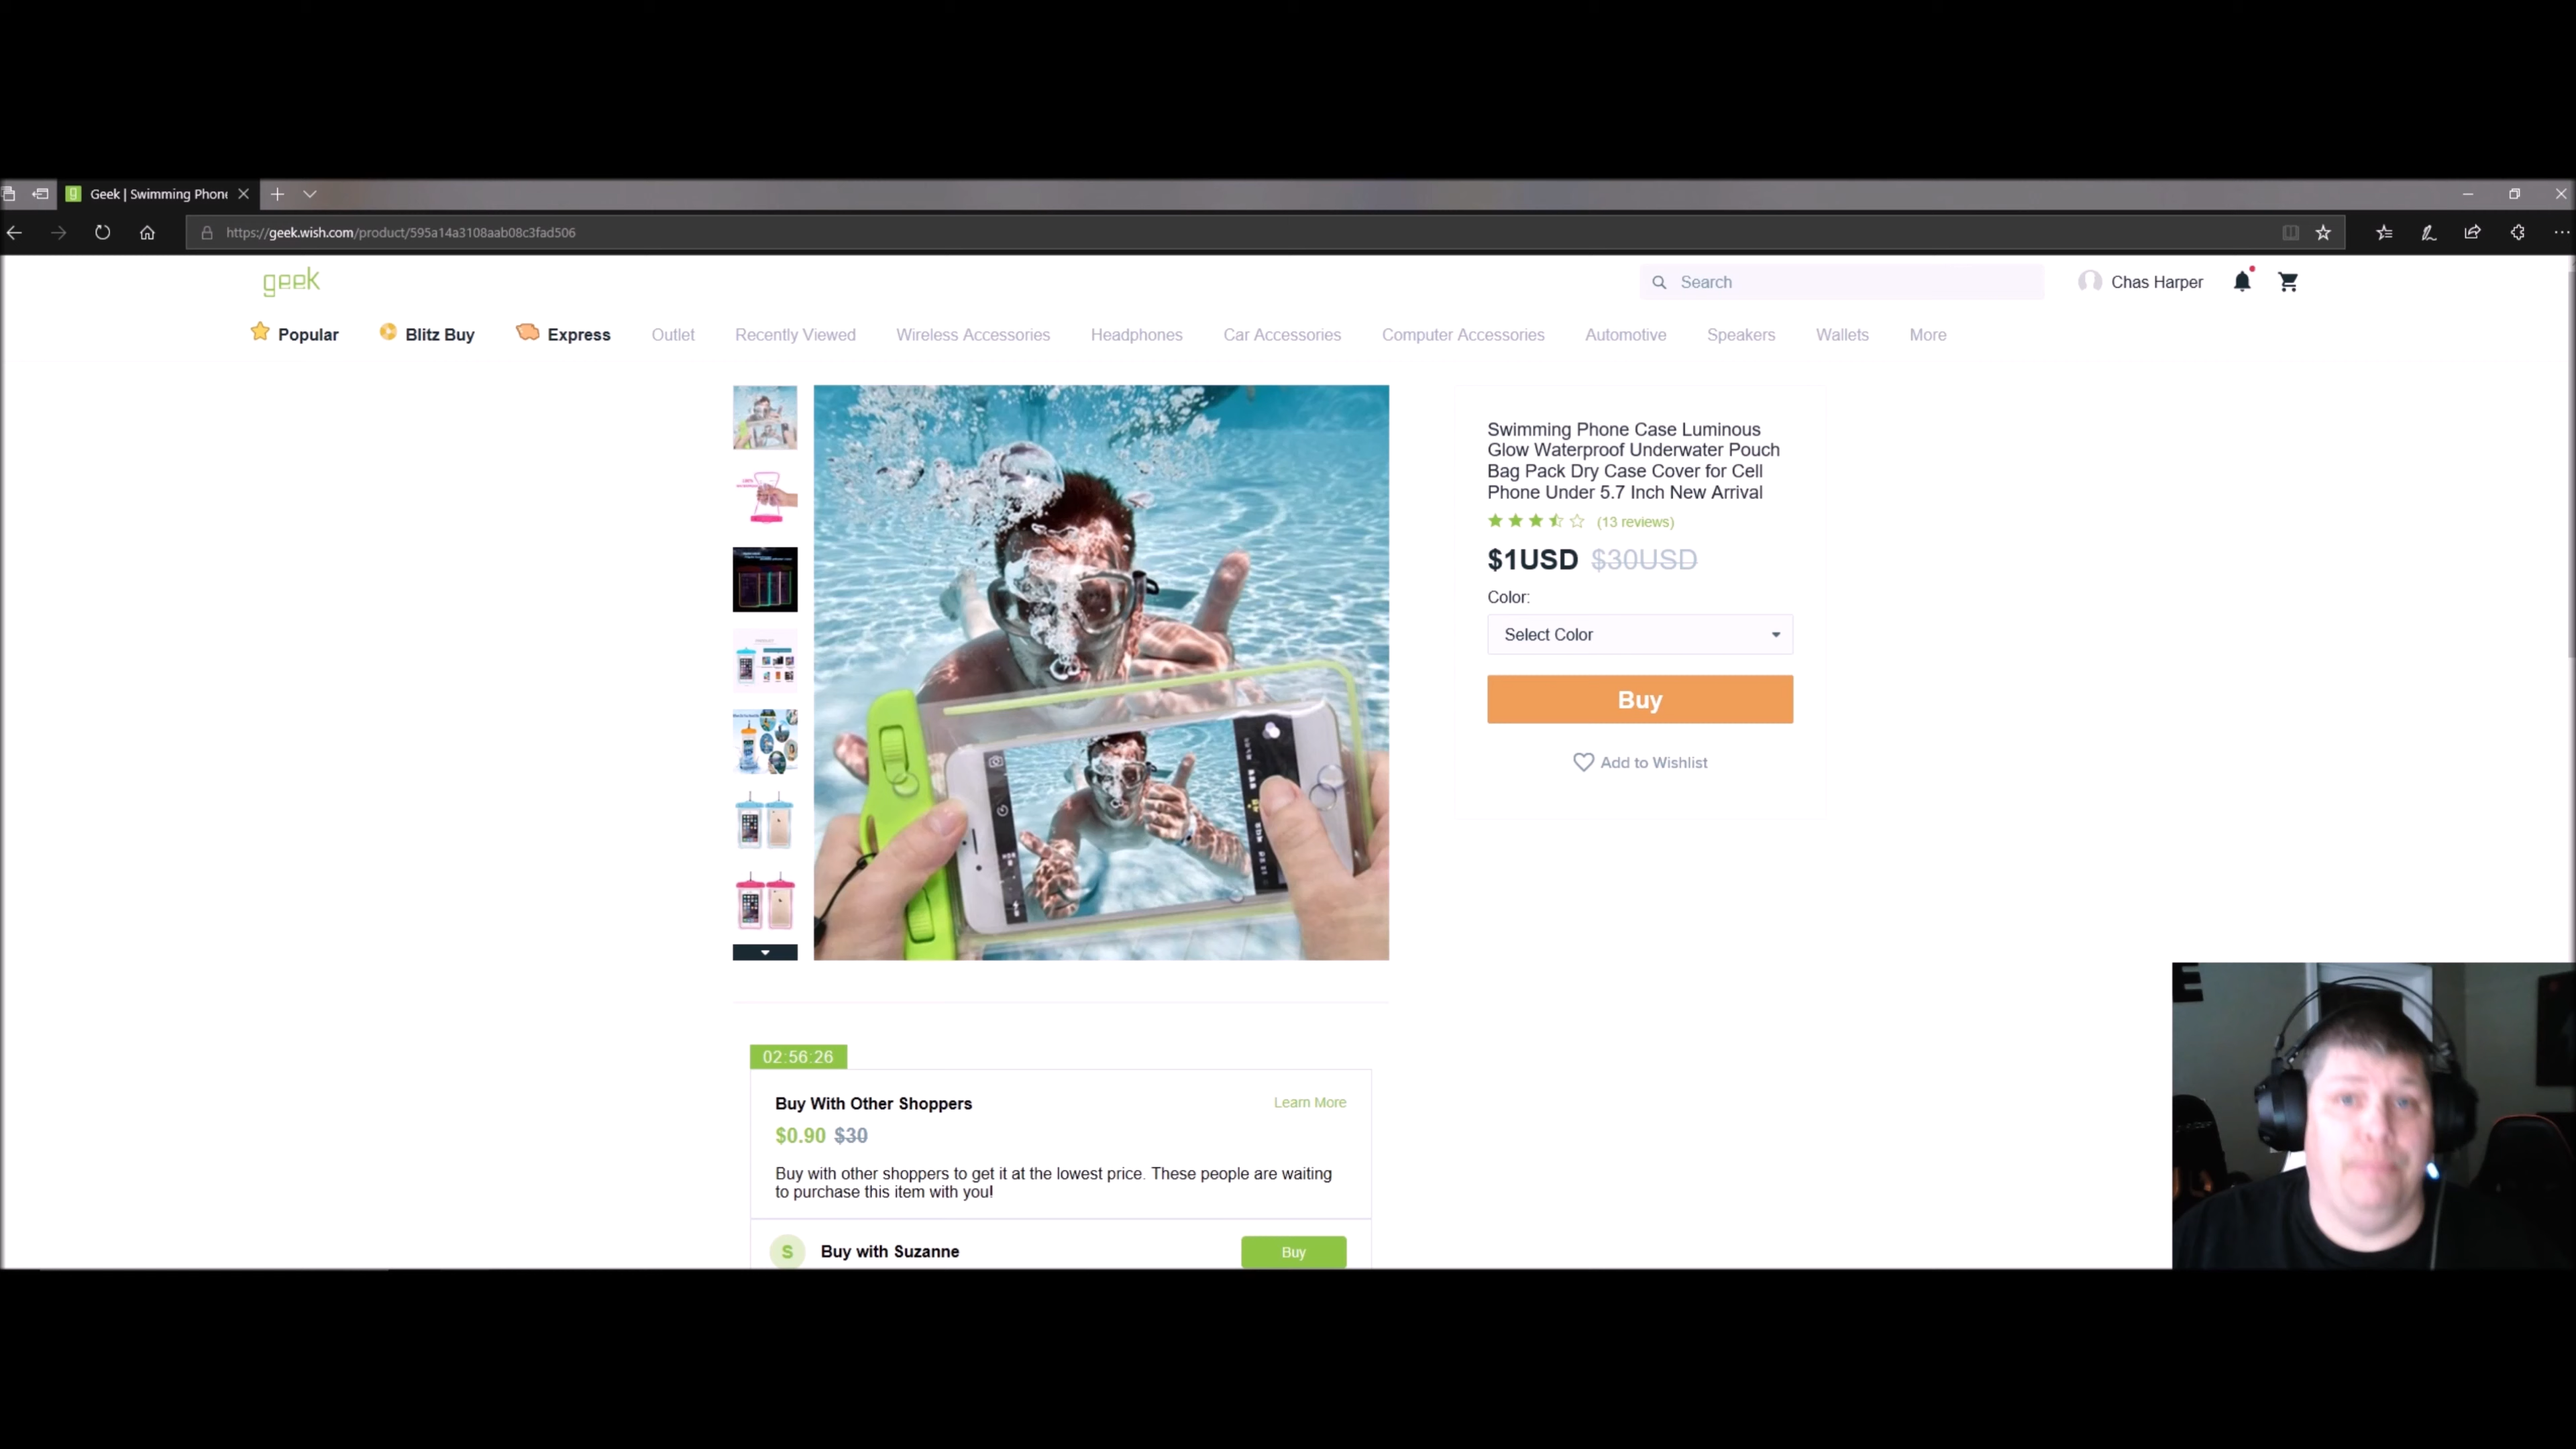 Geek | Swimming Phon
https://geek.wish.com/product/595a14a3108aab08c3fad506
geek
Search
Chas Harper
Popular
Blitz Buy
Express
Outlet
Recently Viewed
Wireless Accessories
Headphones
Car Accessories
Computer Accessories
Automotive
Speakers
Wallets
More
Swimming Phone Case Luminous
Glow Waterproof Underwater Pouch
Bag Pack Dry Case Cover for Cell
Phone Under 5.7 Inch New Arrival
(13 reviews)
$1USD $30USD
Color:
Select Color
Buy
Add to Wishlist
02:56:26
Buy With Other Shoppers
Learn More
$0.90 $30
Buy with other shoppers to get it at the lowest price. These people are waiting
to purchase this item with you!
S
Buy with Suzanne
Buy
E